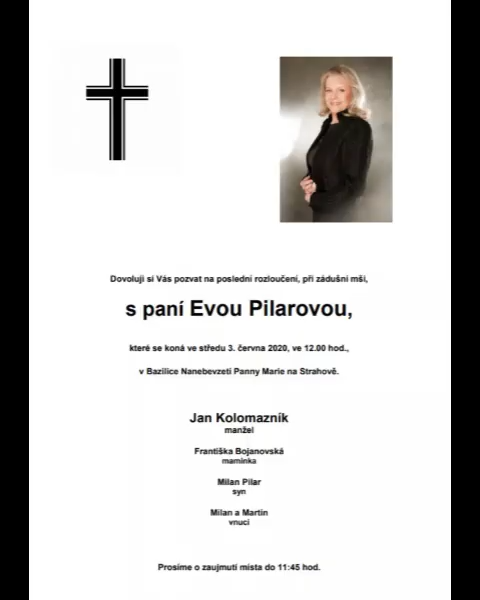 Dovoluji si Vás pozvat na poslední rozloučení, při zádušní mši,
s paní Evou Pilarovou,
které se koná ve středu 3. června 2020, ve 12.00 hod.,
v Bazilice Nanebevzetí Panny Marie na Strahově.
Jan Kolomazník
manžel
Františka Bojanovská
maminka
Milan Pilar
syn
Milan a Martin
vnuci
Prosíme o zaujmutí místa do 11:45 hod.